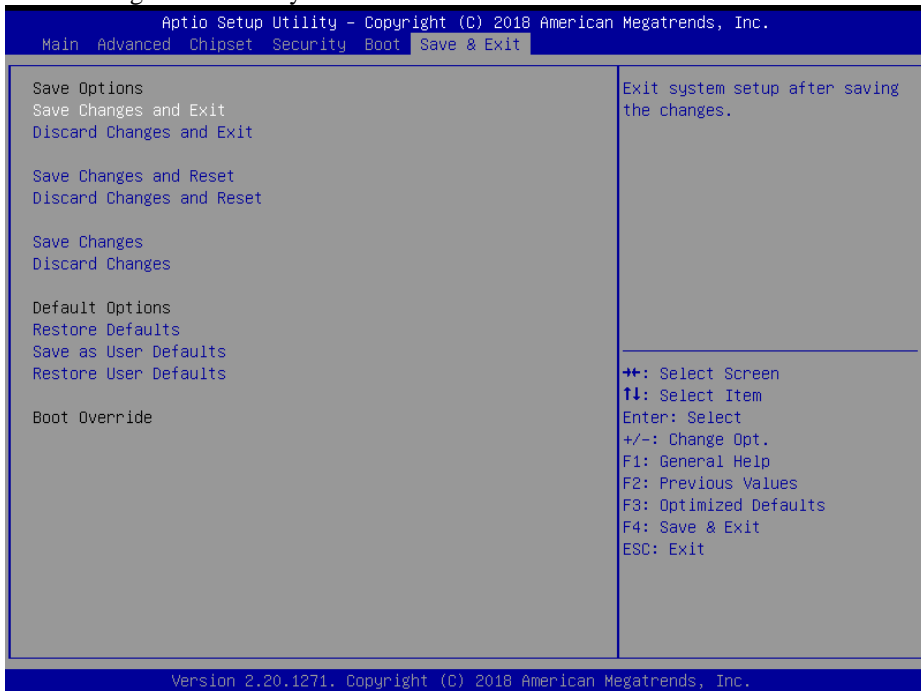 Aptio Setup Utility – Copyright (C) 2018 American Megatrends, Inc.
Main Advanced Chipset Security Boot Save & Exit
Save Options
Save Changes and Exit
Discard Changes and Exit
Save Changes and Reset
Discard Changes and Reset
Save Changes
Discard Changes
Default Options
Restore Defaults
Save as User Defaults
Restore User Defaults
Boot Override
Exit system setup after saving
the changes.
→←: Select Screen
↑↓: Select Item
Enter: Select
+/-: Change Opt.
F1: General Help
F2: Previous Values
F3: Optimized Defaults
F4: Save & Exit
ESC: Exit
Version 2.20.1271. Copyright (C) 2018 American Megatrends, Inc.